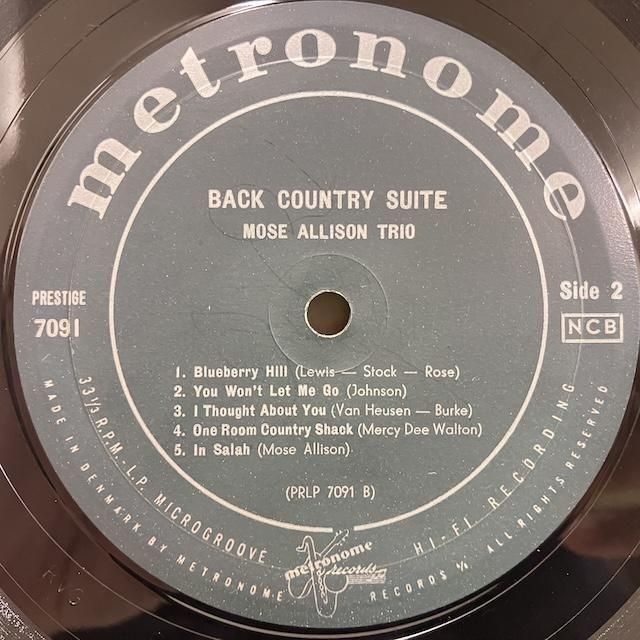 metronome
BACK COUNTRY SUITE
MOSE ALLISON TRIO
PRESTIGE
7091
Side 2
NCB
1. Blueberry Hill (Lewis — Stock — Rose)
2. You Won't Let Me Go (Johnson)
3. I Thought About You (Van Heusen — Burke)
4. One Room Country Shack (Mercy Dee Walton)
5. In Salah (Mose Allison).
(PRLP 7091 B)
33⅓ RPM - L.P. MICROGROOVE
HI-FI RECORDING
MADE IN DENMARK BY METRONOME RECORDS A/S ALL RIGHTS RESERVED
metronome
records
RVG